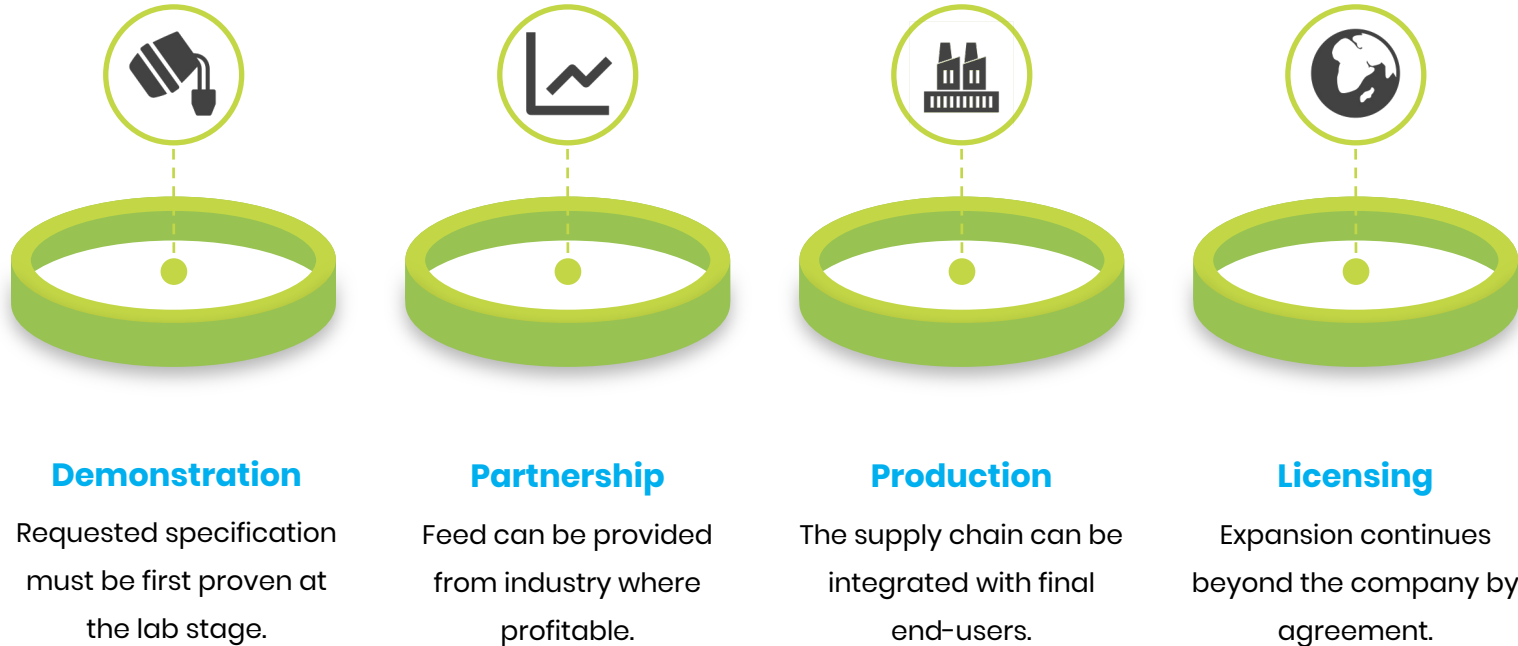 Demonstration
Requested specification
must be first proven at
the lab stage.
Partnership
Feed can be provided
from industry where
profitable.
Production
The supply chain can be
integrated with final
end-users.
Licensing
Expansion continues
beyond the company by
agreement.